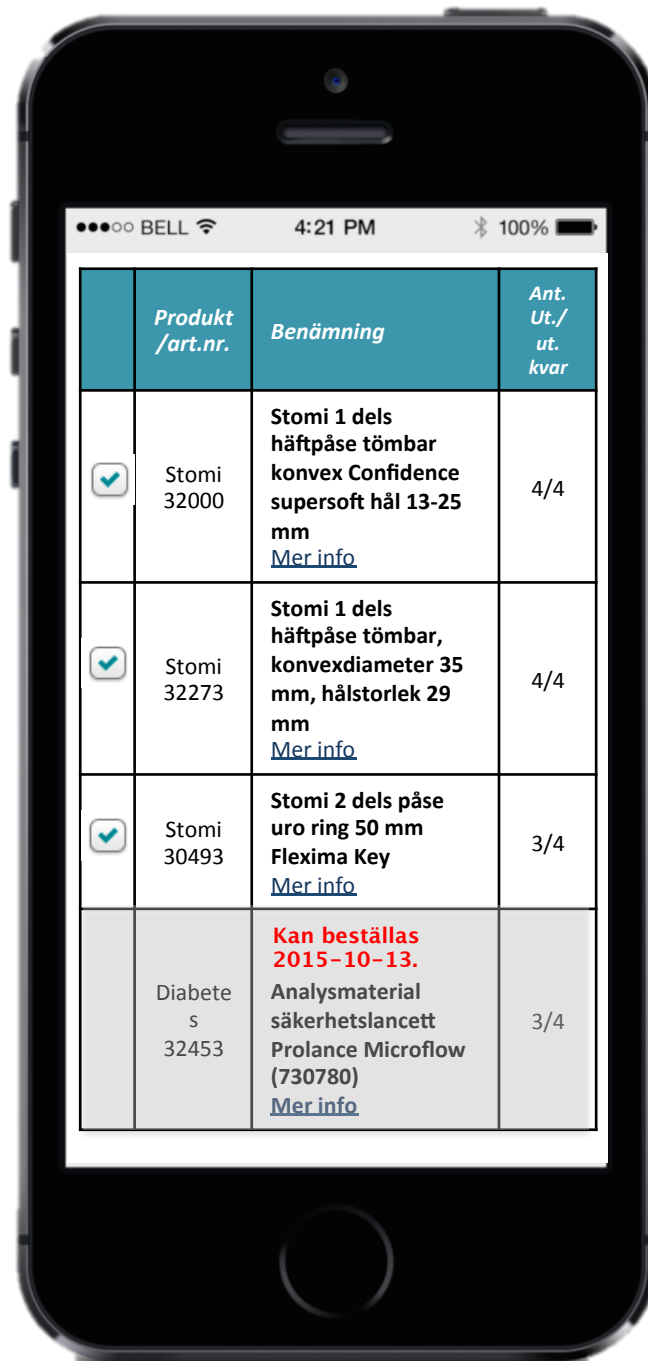 BELL 4:21 PM 100%
Produkt
/art.nr.
Benämning
Ant.
Ut./
ut.
kvar
Stomi
32000
Stomi 1 dels
häftpåse tömbar
konvex Confidence
supersoft hål 13-25
mm
Mer info
4/4
Stomi
32273
Stomi 1 dels
häftpåse tömbar,
konvexdiameter 35
mm, hålstorlek 29
mm
Mer info
4/4
Stomi
30493
Stomi 2 dels påse
uro ring 50 mm
Flexima Key
Mer info
3/4
Diabete
s
32453
Kan beställas
2015-10-13.
Analysmaterial
säkerhetslancett
Prolance Microflow
(730780)
Mer info
3/4